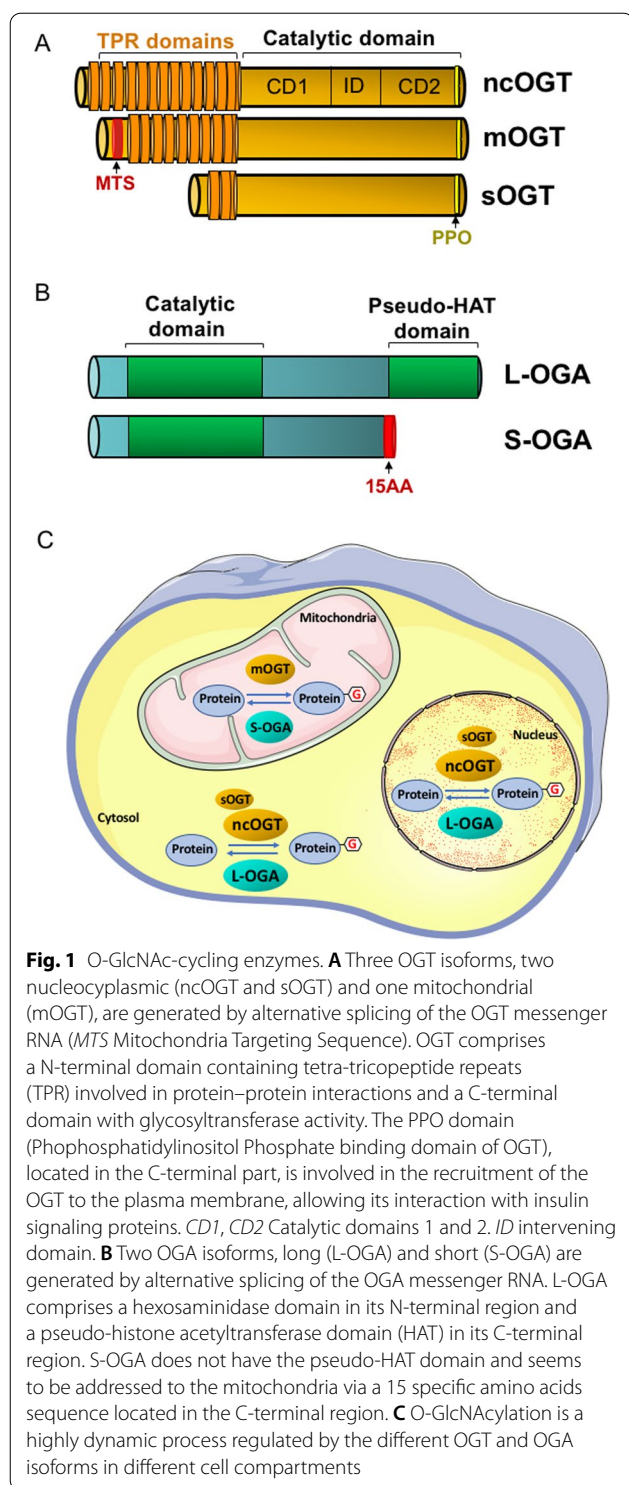 A
TPR domains
Catalytic domain
CD1
ID
CD2
ncOGT
mOGT
MTS
sOGT
PPO
B
Catalytic
domain
Pseudo-HAT
domain
L-OGA
S-OGA
15AA
C
Mitochondria
mOGT
Protein
Protein
G
S-OGA
sOGT
Nucleus
ncOGT
Protein
Protein
G
L-OGA
Cytosol
sOGT
ncOGT
Protein
Protein
G
L-OGA
Fig. 1 O-GlcNAc-cycling enzymes. A Three OGT isoforms, two
nucleocyplasmic (ncOGT and sOGT) and one mitochondrial
(mOGT), are generated by alternative splicing of the OGT messenger
RNA (MTS Mitochondria Targeting Sequence). OGT comprises
a N-terminal domain containing tetra-tricopeptide repeats
(TPR) involved in protein–protein interactions and a C-terminal
domain with glycosyltransferase activity. The PPO domain
(Phophosphatidylinositol Phosphate binding domain of OGT),
located in the C-terminal part, is involved in the recruitment of the
OGT to the plasma membrane, allowing its interaction with insulin
signaling proteins. CD1, CD2 Catalytic domains 1 and 2. ID intervening
domain. B Two OGA isoforms, long (L-OGA) and short (S-OGA) are
generated by alternative splicing of the OGA messenger RNA. L-OGA
comprises a hexosaminidase domain in its N-terminal region and
a pseudo-histone acetyltransferase domain (HAT) in its C-terminal
region. S-OGA does not have the pseudo-HAT domain and seems
to be addressed to the mitochondria via a 15 specific amino acids
sequence located in the C-terminal region. C O-GlcNAcylation is a
highly dynamic process regulated by the different OGT and OGA
isoforms in different cell compartments